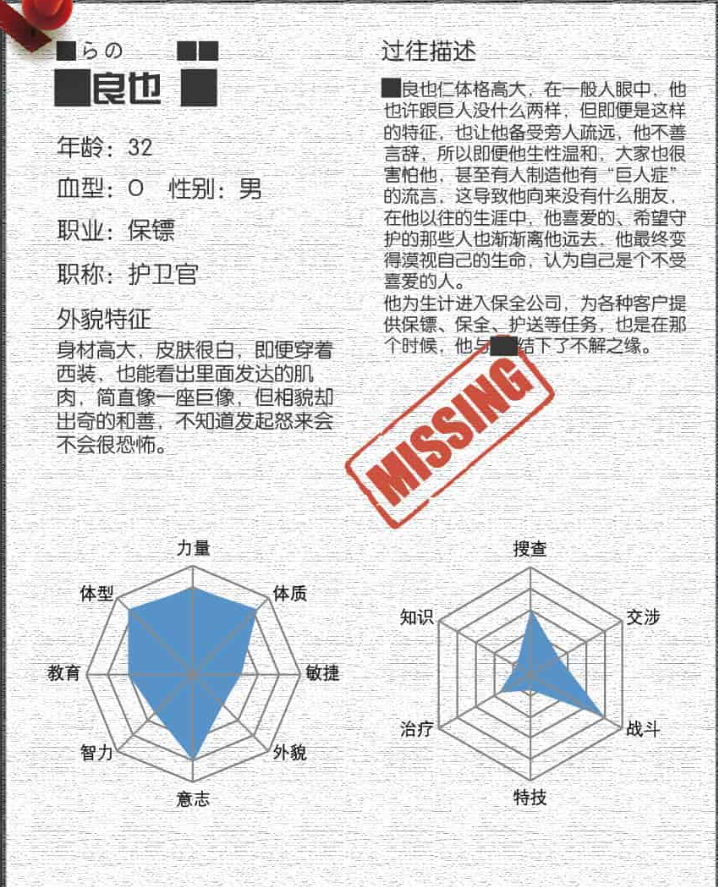 らの
良也
年龄：32
血型：O 性别：男
职业：保镖
职称：护卫官
外貌特征
身材高大，皮肤很白，即便穿着
西装，也能看出里面发达的肌
肉，简直像一座巨像，但相貌却
出奇的和善，不知道发起怒来会
不会很恐怖。
过往描述
良也仁体格高大，在一般人眼中，他
也许跟巨人没什么两样，但即便是这样
的特征，也让他备受旁人疏远，他不善
言辞，所以即便他生性温和，大家也很
害怕他，甚至有人制造他有“巨人症”
的流言，这导致他向来没有什么朋友，
在他以往的生涯中，他喜爱的、希望守
护的那些人也渐渐离他远去，他最终变
得漠视自己的生命，认为自己是个不受
喜爱的人。
他为生计进入保全公司，为各种客户提
供保镖、保全、护送等任务，也是在那
个时候，他与结下了不解之缘。
MISSING
力量
体型
体质
教育
敏捷
智力
外貌
意志
搜查
知识
交涉
治疗
战斗
特技